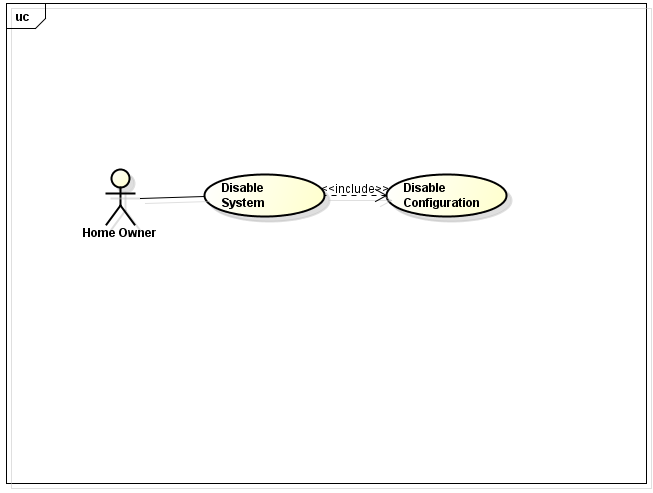 uc
Disable
System
<<include>>
Disable
Configuration
Home Owner